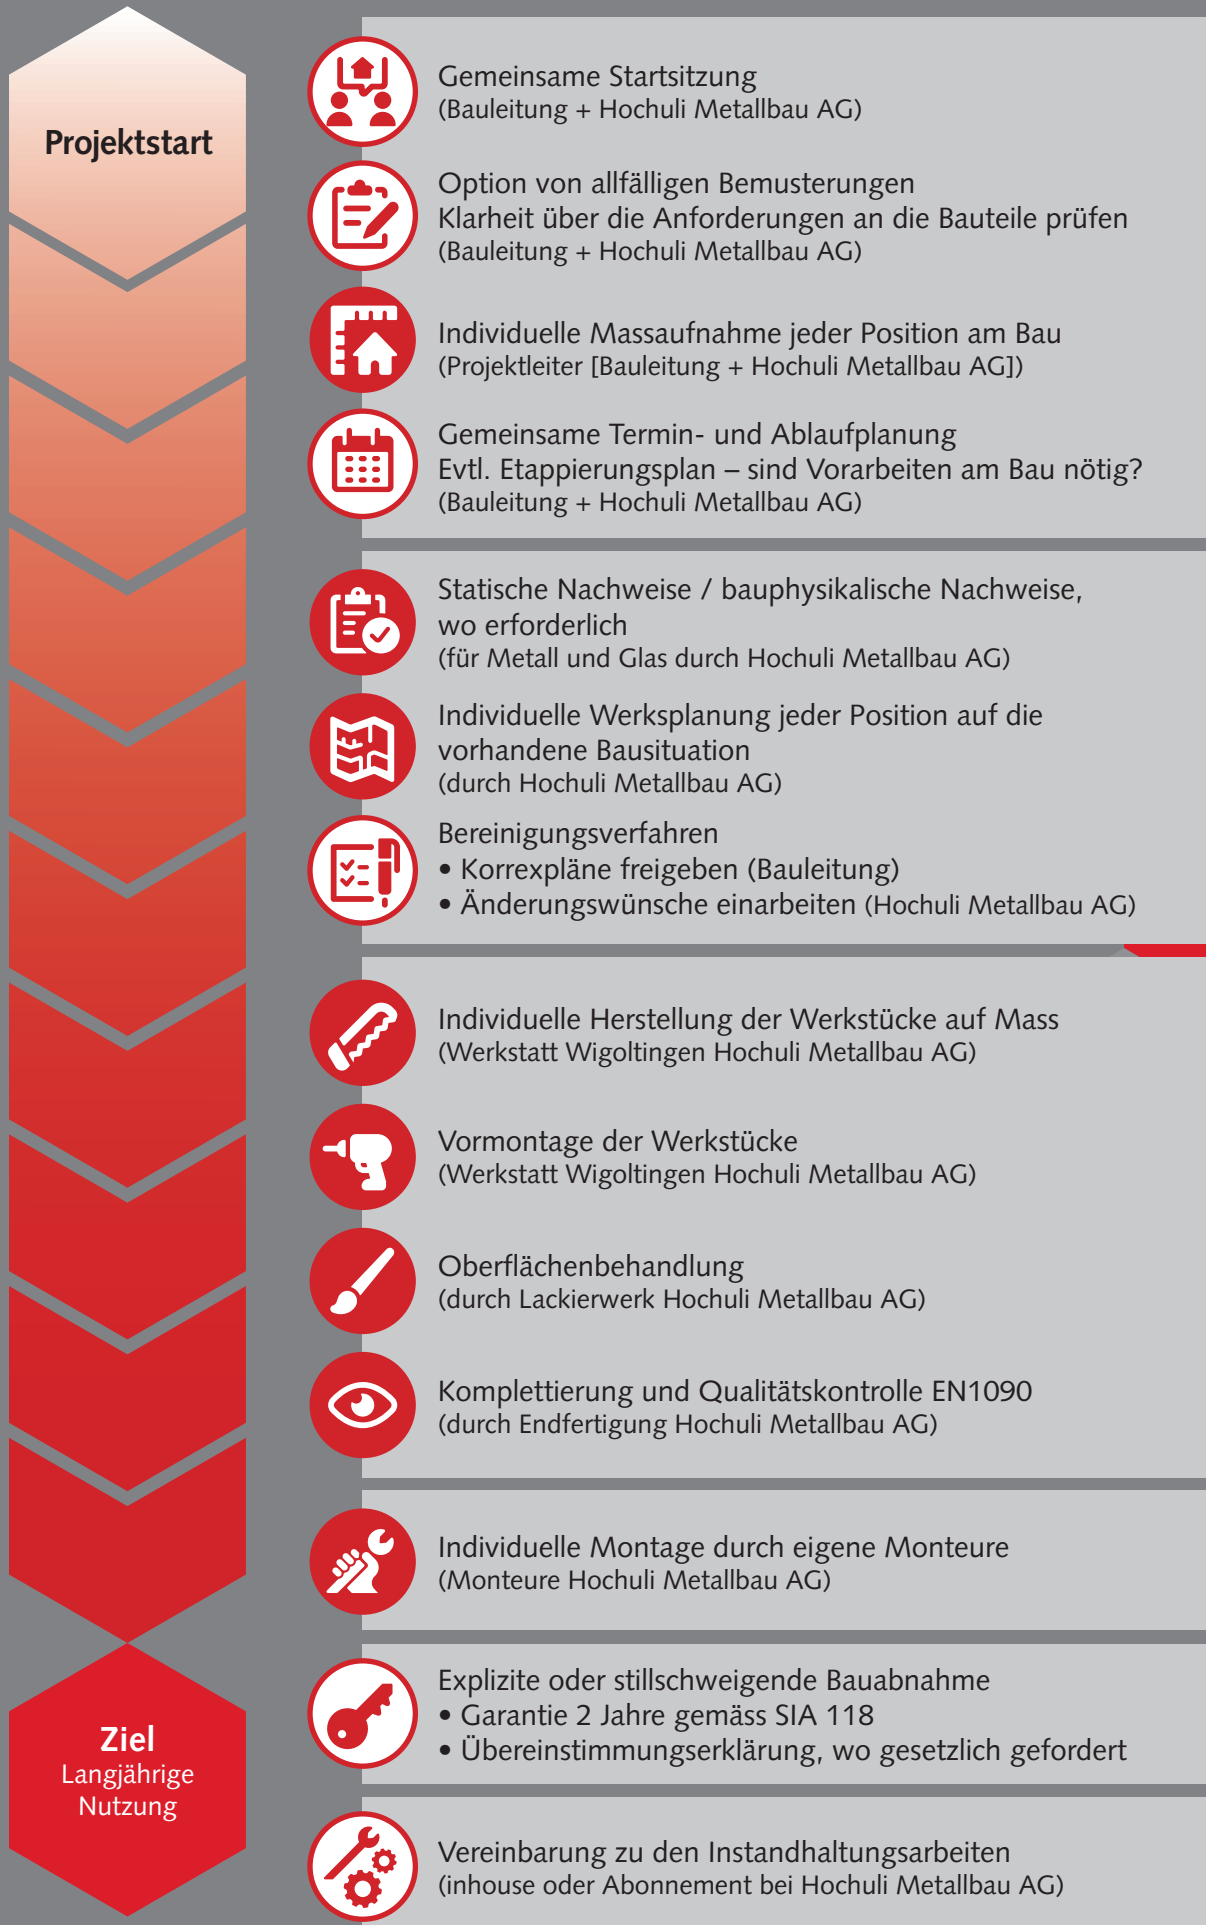 Projektstart
Gemeinsame Startsitzung
(Bauleitung + Hochuli Metallbau AG)
Option von allfälligen Bemusterungen
Klarheit über die Anforderungen an die Bauteile prüfen
(Bauleitung + Hochuli Metallbau AG)
Individuelle Massaufnahme jeder Position am Bau
(Projektleiter [Bauleitung + Hochuli Metallbau AG])
Gemeinsame Termin- und Ablaufplanung
Evtl. Etappierungsplan – sind Vorarbeiten am Bau nötig?
(Bauleitung + Hochuli Metallbau AG)
Statische Nachweise / bauphysikalische Nachweise,
wo erforderlich
(für Metall und Glas durch Hochuli Metallbau AG)
Individuelle Werksplanung jeder Position auf die
vorhandene Bausituation
(durch Hochuli Metallbau AG)
Bereinigungsverfahren
• Korrexpläne freigeben (Bauleitung)
• Änderungswünsche einarbeiten (Hochuli Metallbau AG)
Individuelle Herstellung der Werkstücke auf Mass
(Werkstatt Wigoltingen Hochuli Metallbau AG)
Vormontage der Werkstücke
(Werkstatt Wigoltingen Hochuli Metallbau AG)
Oberflächenbehandlung
(durch Lackierwerk Hochuli Metallbau AG)
Komplettierung und Qualitätskontrolle EN1090
(durch Endfertigung Hochuli Metallbau AG)
Individuelle Montage durch eigene Monteure
(Monteure Hochuli Metallbau AG)
Explizite oder stillschweigende Bauabnahme
• Garantie 2 Jahre gemäss SIA 118
• Übereinstimmungserklärung, wo gesetzlich gefordert
Ziel
Langjährige
Nutzung
Vereinbarung zu den Instandhaltungsarbeiten
(inhouse oder Abonnement bei Hochuli Metallbau AG)